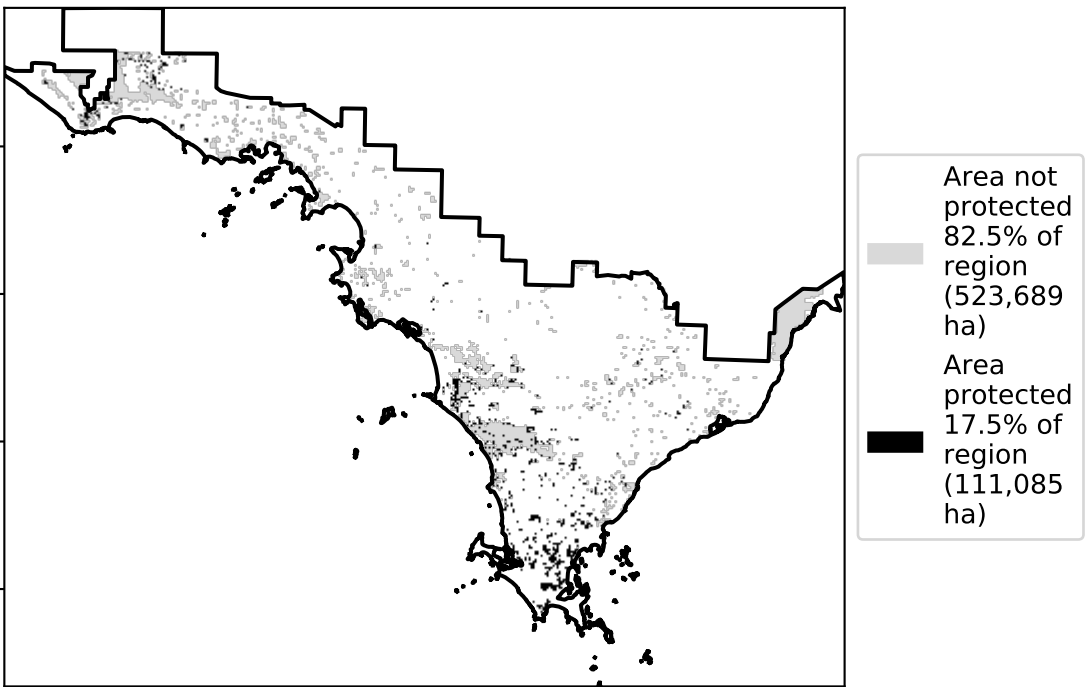 Area not
protected
82.5% of
region
(523,689
ha)
Area
protected
17.5% of
region
(111,085
ha)